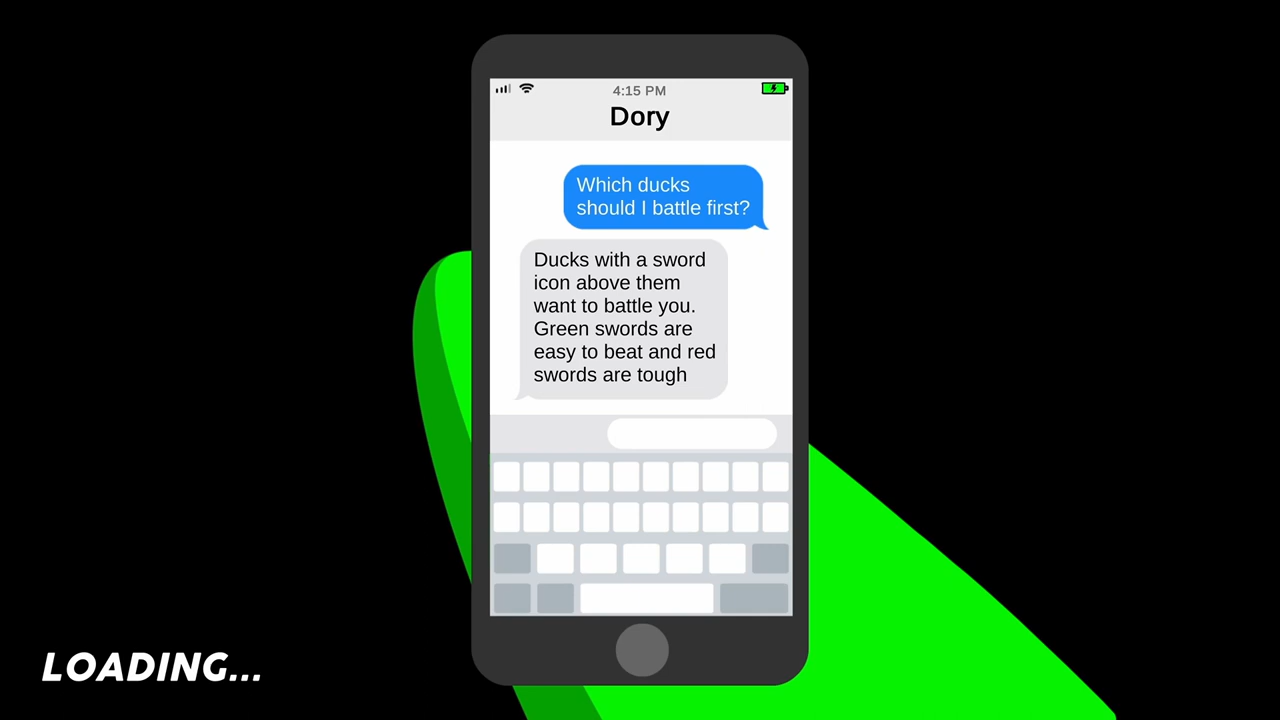 4:15 PM
Dory
Which ducks
should I battle first?
Ducks with a sword
icon above them
want to battle you.
Green swords are
easy to beat and red
swords are tough
LOADING...